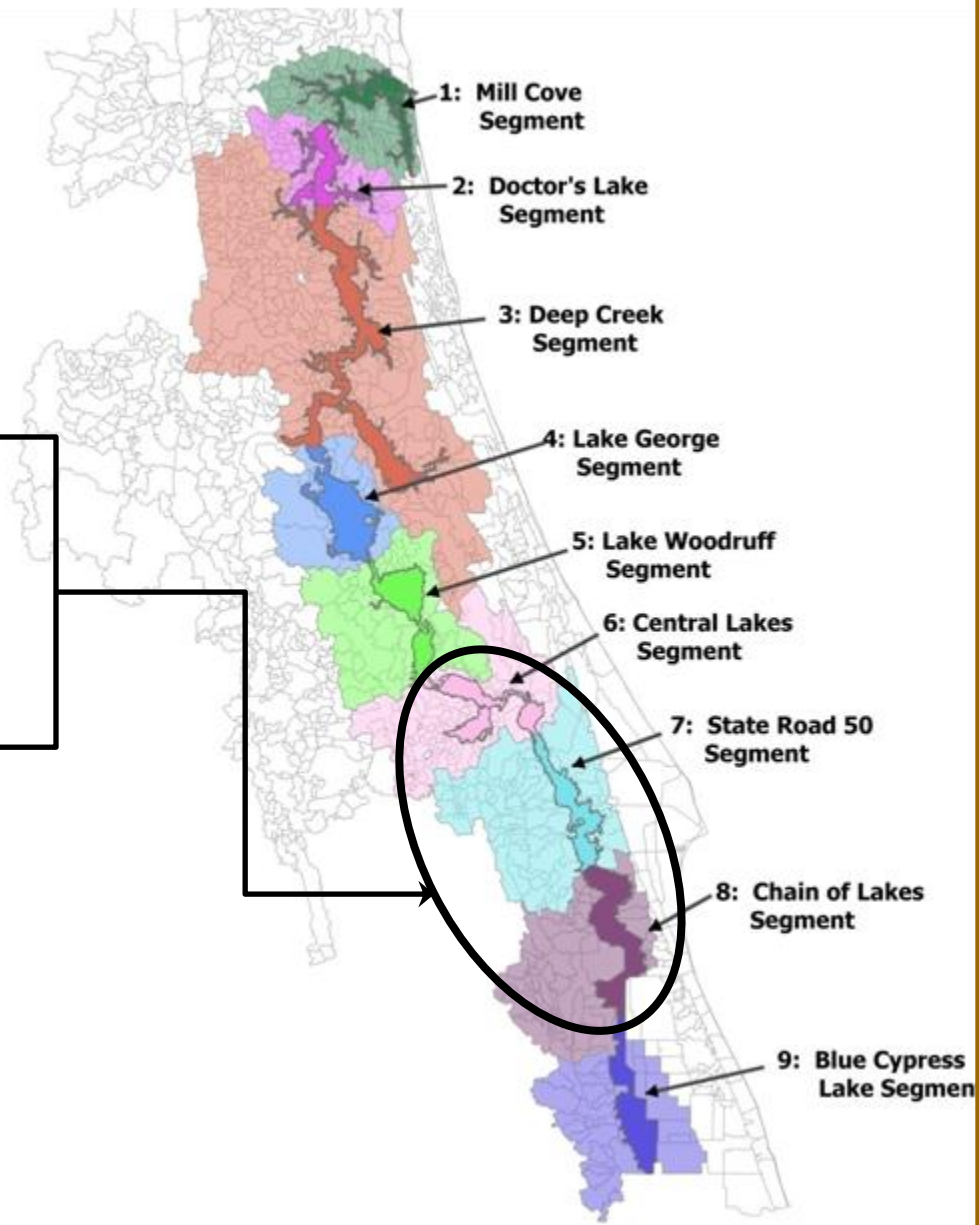 1: Mill Cove
Segment
2: Doctor's Lake
Segment
3: Deep Creek
Segment
4: Lake George
Segment
5: Lake Woodruff
Segment
6: Central Lakes
Segment
7: State Road 50
Segment
8: Chain of Lakes
Segment
9: Blue Cypress
Lake Segmen